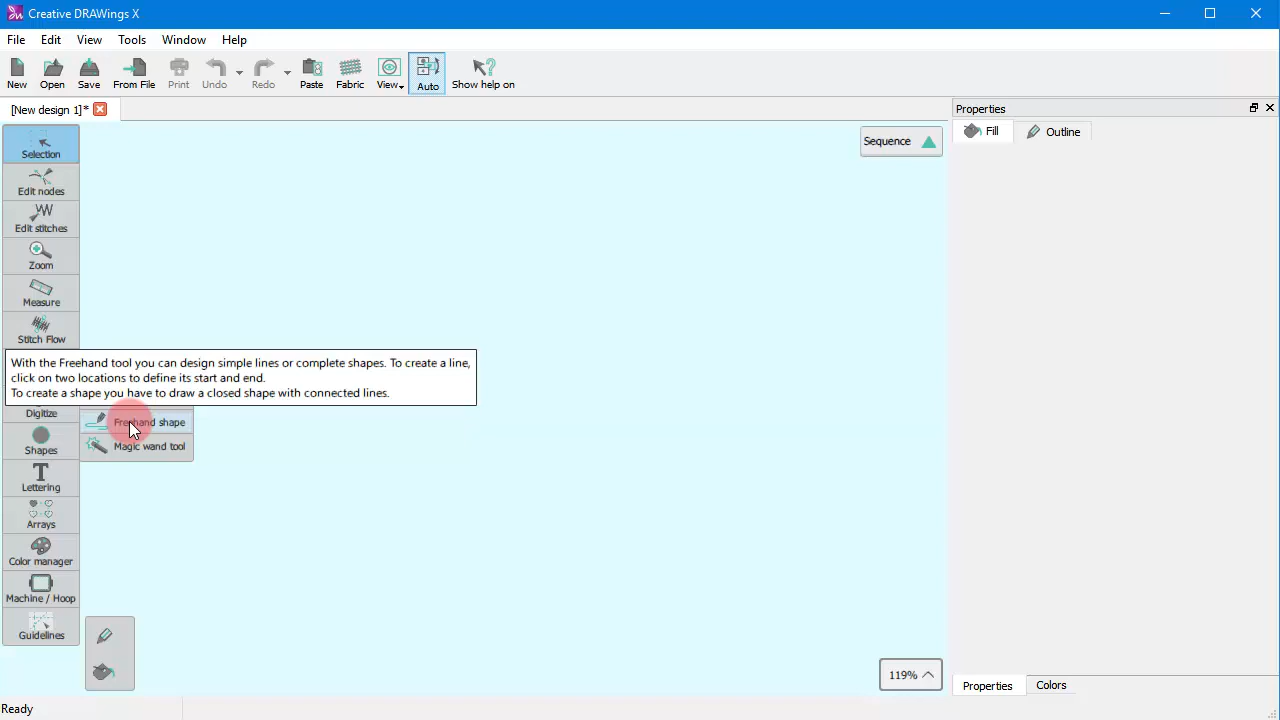 Creative DRAWings X
File Edit View Tools Window Help
New Open Save From File Print Undo Redo Paste Fabric View Auto Show help on
[New design 1]*
Properties
Fill Outline
Sequence
Selection
Edit nodes
Edit stitches
Zoom
Measure
Stitch Flow
With the Freehand tool you can design simple lines or complete shapes. To create a line,
click on two locations to define its start and end.
To create a shape you have to draw a closed shape with connected lines.
Digitize
Freehand shape
Magic wand tool
Shapes
Lettering
Arrays
Color manager
Machine / Hoop
Guidelines
119%
Properties Colors
Ready